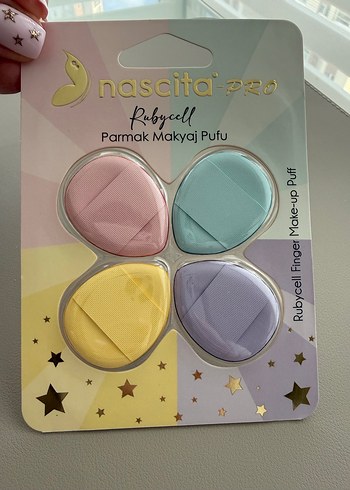 nascita®-PRO
Rubycell
Parmak Makyaj Pufu
Rubycell Finger Make-up Puff